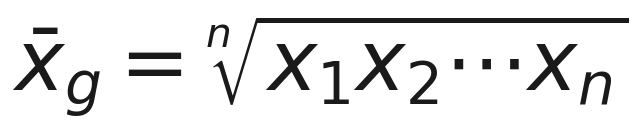 x̄_g = ⁿ√(x₁x₂⋯xₙ)